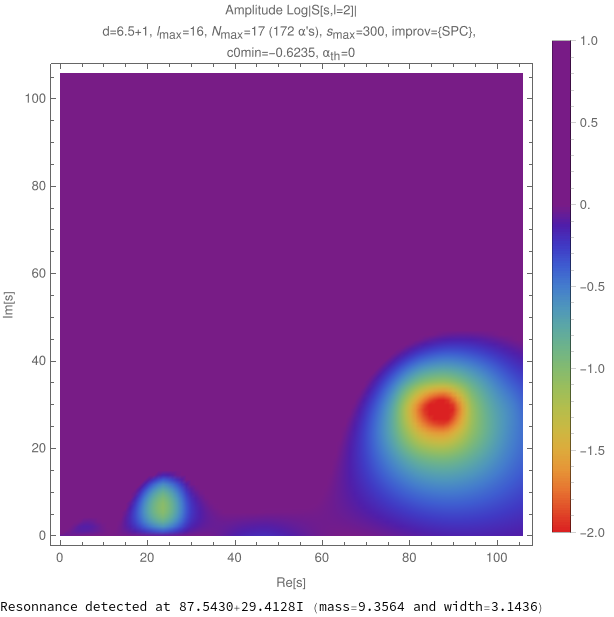 Amplitude Log|S[s,l=2]|
d=6.5+1, lmax=16, Nmax=17 (172 α's), smax=300, improv={SPC},
c0min=−0.6235, αth=0
1.0
0.5
0.
−0.5
−1.0
−1.5
−2.0
100
80
60
40
20
0
Im[s]
0 20 40 60 80 100
Re[s]
Resonnance detected at 87.5430+29.4128I (mass=9.3564 and width=3.1436)